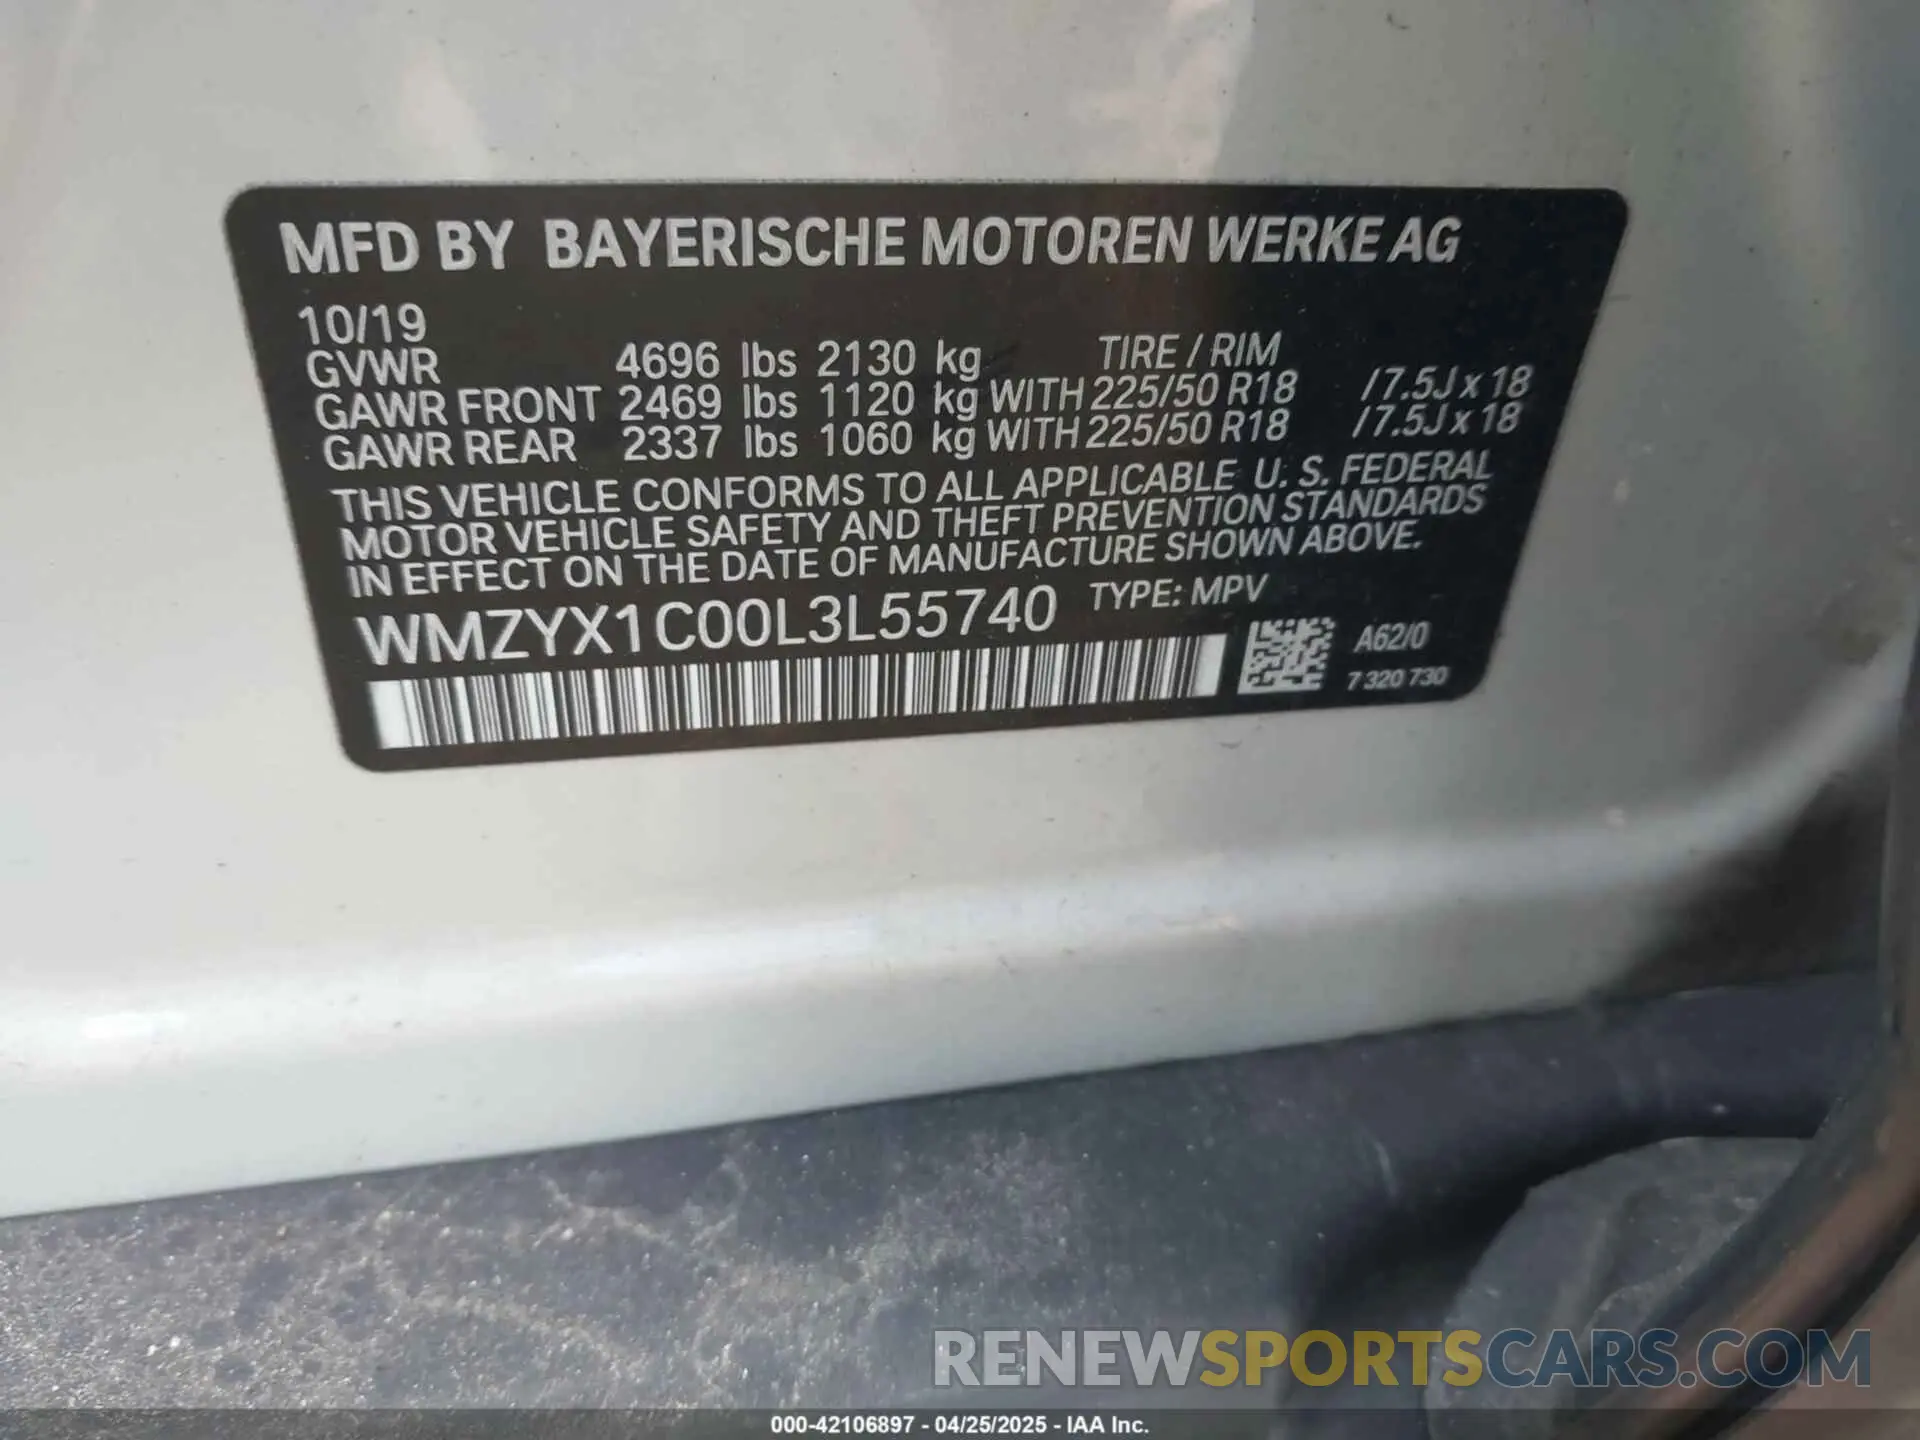 MFD BY BAYERISCHE MOTOREN WERKE AG
10/19
GVWR 4696 lbs 2130 kg TIRE / RIM
GAWR FRONT 2469 lbs 1120 kg WITH 225/50 R18 /7.5J x 18
GAWR REAR 2337 lbs 1060 kg WITH 225/50 R18 /7.5J x 18
THIS VEHICLE CONFORMS TO ALL APPLICABLE U. S. FEDERAL
MOTOR VEHICLE SAFETY AND THEFT PREVENTION STANDARDS
IN EFFECT ON THE DATE OF MANUFACTURE SHOWN ABOVE.
WMZYX1C00L3L55740 TYPE: MPV
A62/0
7 320 730
RENEWSPORTSCARS.COM
000-42106897 - 04/25/2025 - IAA Inc.